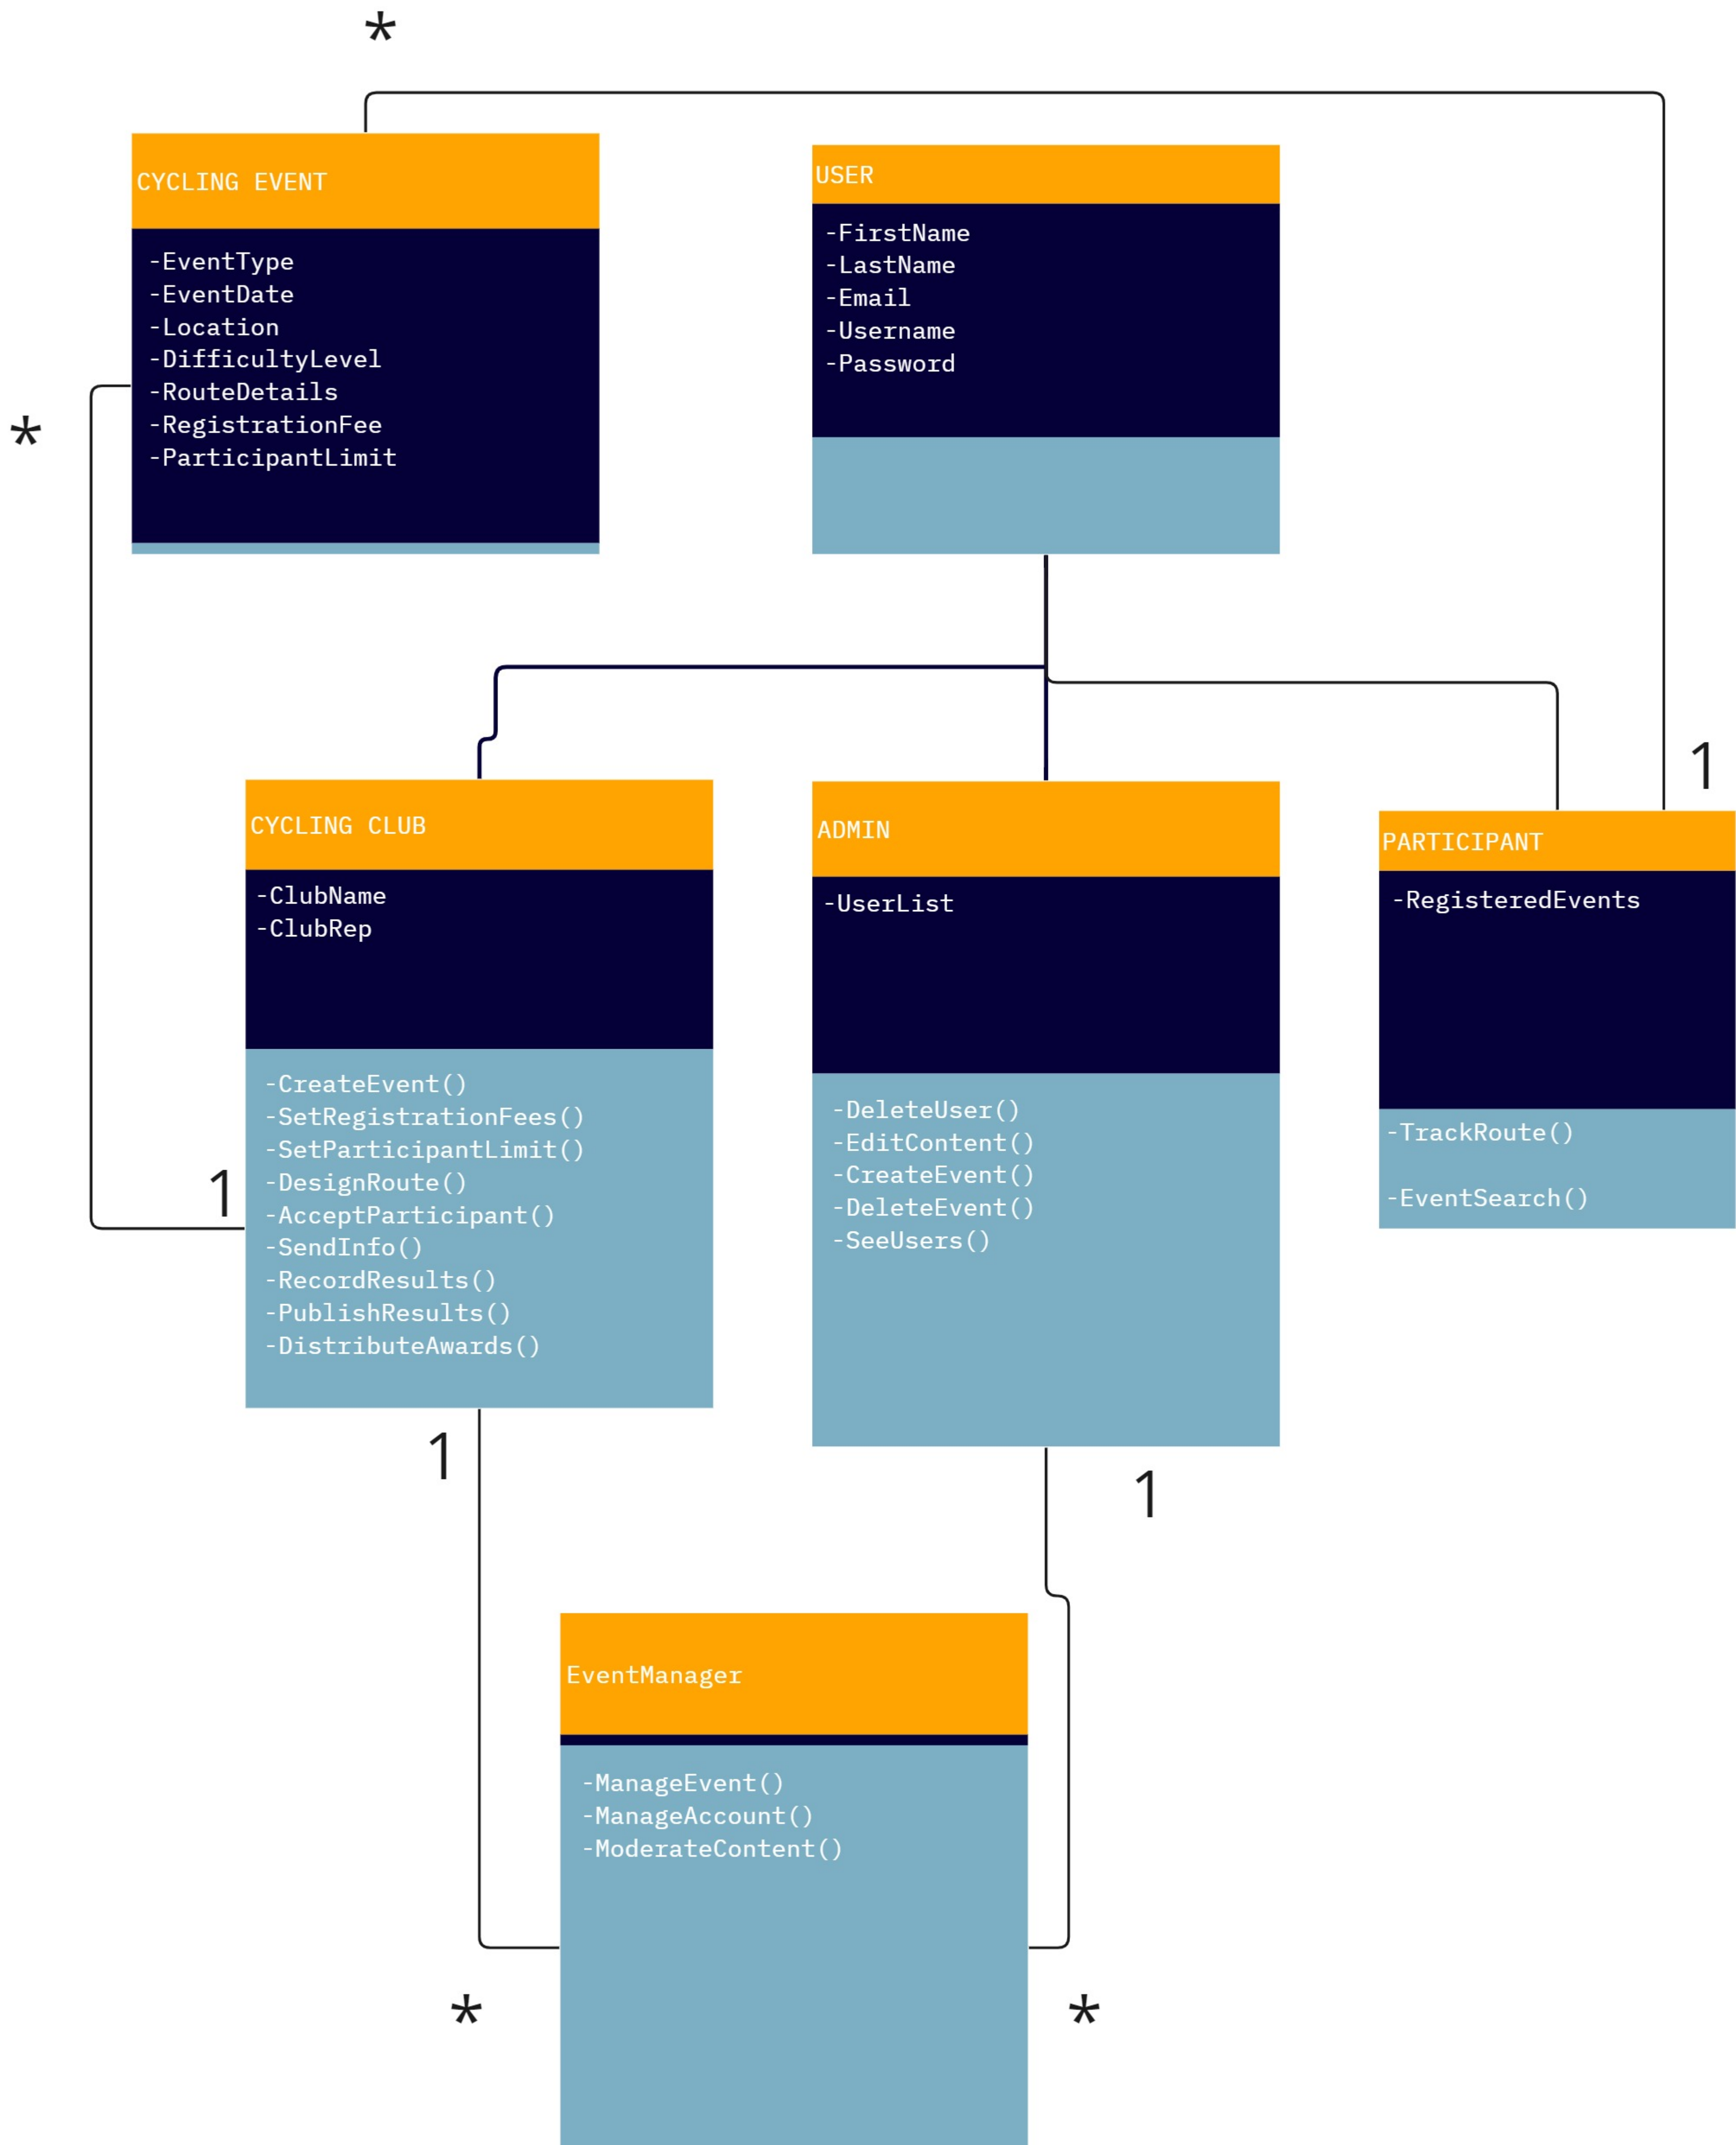 *
CYCLING EVENT
-EventType
-EventDate
-Location
-DifficultyLevel
-RouteDetails
-RegistrationFee
-ParticipantLimit
*
USER
-FirstName
-LastName
-Email
-Username
-Password
1
CYCLING CLUB
-ClubName
-ClubRep
-CreateEvent()
-SetRegistrationFees()
-SetParticipantLimit()
-DesignRoute()
-AcceptParticipant()
-SendInfo()
-RecordResults()
-PublishResults()
-DistributeAwards()
1
1
ADMIN
-UserList
-DeleteUser()
-EditContent()
-CreateEvent()
-DeleteEvent()
-SeeUsers()
1
PARTICIPANT
-RegisteredEvents
-TrackRoute()
-EventSearch()
EventManager
-ManageEvent()
-ManageAccount()
-ModerateContent()
*
*